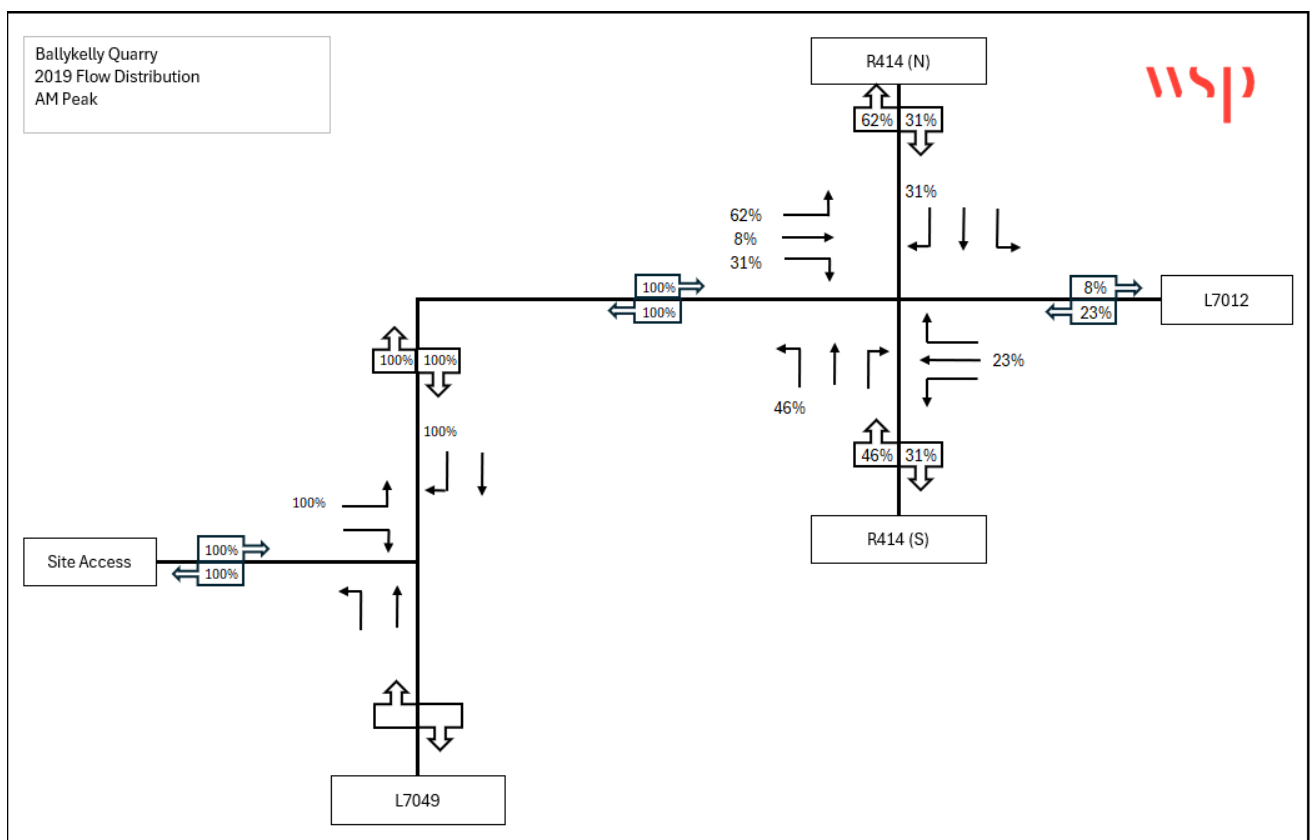 Ballykelly Quarry
2019 Flow Distribution
AM Peak
wsp
R414 (N)
62% 31%
31%
62%
8%
31%
100%
100%
8%
23%
L7012
100% 100%
23%
46%
100%
46% 31%
100%
R414 (S)
Site Access
100%
100%
L7049